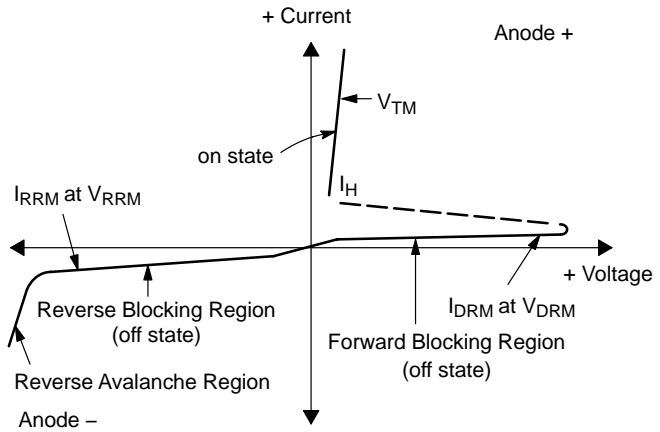 + Current
Anode +
V_TM
on state
I_H
I_RRM at V_RRM
+ Voltage
Reverse Blocking Region
(off state)
I_DRM at V_DRM
Forward Blocking Region
(off state)
Reverse Avalanche Region
Anode −